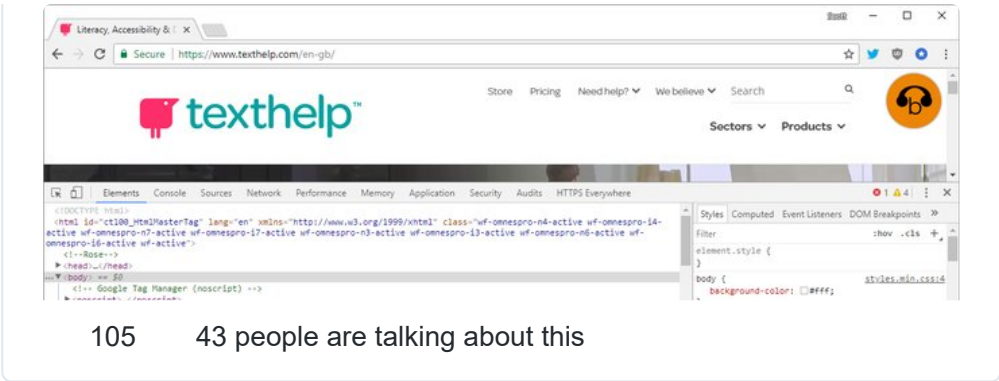 Literacy, Accessibility &
Secure https://www.texthelp.com/en-gb/
Store Pricing Need help? We believe Search
texthelp™
b
Sectors Products
Elements Console Sources Network Performance Memory Application Security Audits HTTPS Everywhere 1 4
<!DOCTYPE html>
<html id="ctl00_HtmlMasterTag" lang="en" xmlns="http://www.w3.org/1999/xhtml" class="wf-omnespro-n4-active wf-omnespro-i4-
active wf-omnespro-n7-active wf-omnespro-i7-active wf-omnespro-n3-active wf-omnespro-i3-active wf-omnespro-n6-active wf-
omnespro-i6-active wf-active">
<!--Rose-->
<head>…</head>
<body> == $0
<!-- Google Tag Manager (noscript) -->
<noscript>…</noscript>
Styles Computed Event Listeners DOM Breakpoints »
Filter :hov .cls +
element.style {
}
body { styles.min.css:4
background-color: #fff;
105 43 people are talking about this